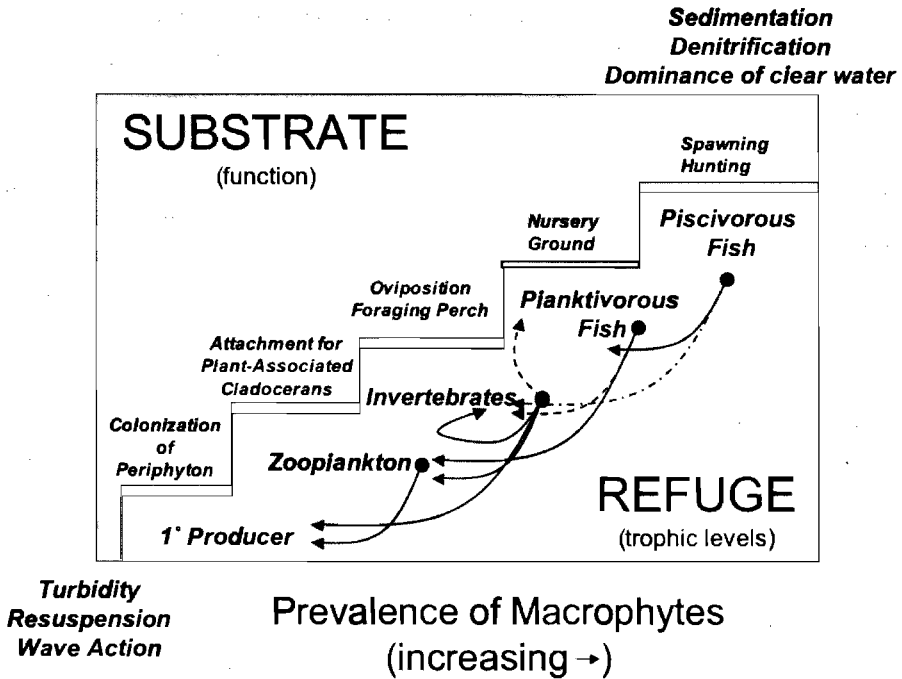 Sedimentation
Denitrification
Dominance of clear water
SUBSTRATE
(function)
Spawning
Hunting
Piscivorous
Fish
Nursery
Ground
Planktivorous
Fish
Oviposition
Foraging Perch
Attachment for
Plant-Associated
Cladocerans
Invertebrates
Colonization
of
Periphyton
Zooplankton
REFUGE
(trophic levels)
1° Producer
Turbidity
Resuspension
Wave Action
Prevalence of Macrophytes
(increasing →)